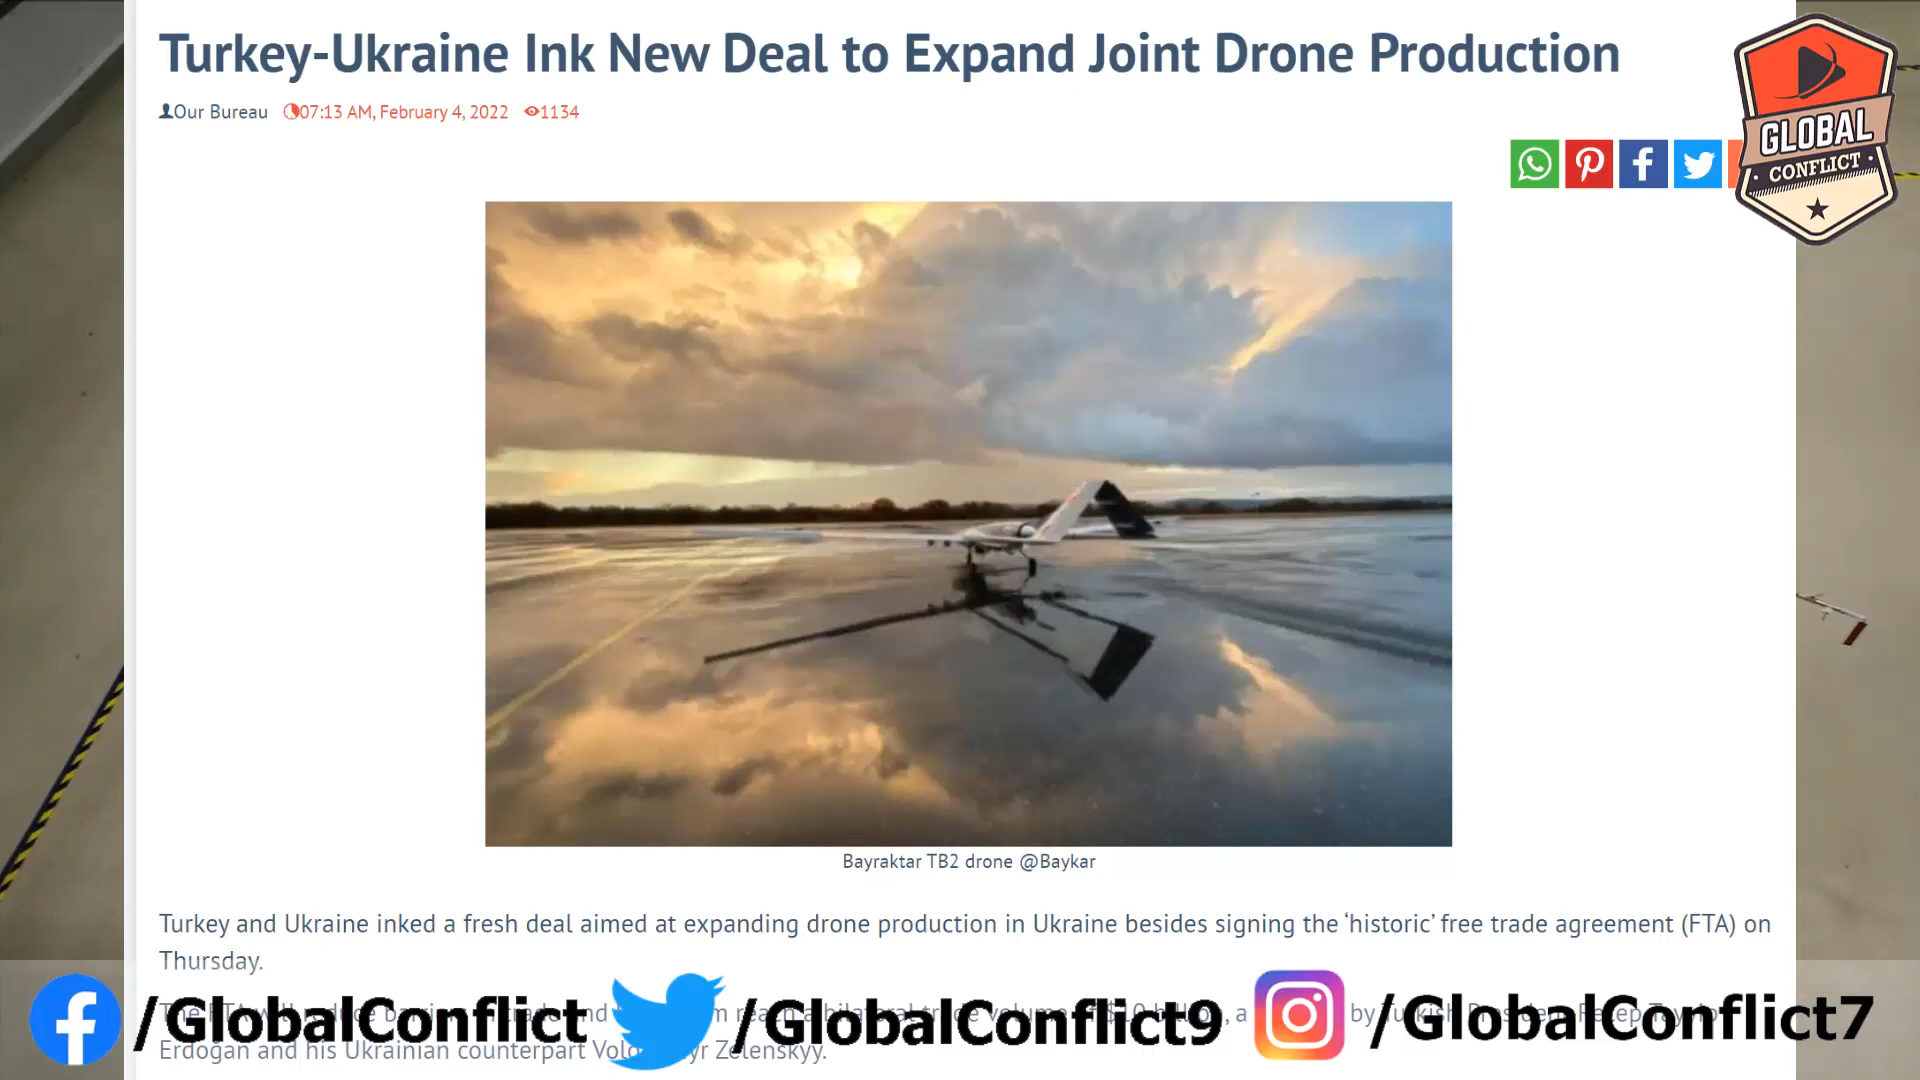 Turkey-Ukraine Ink New Deal to Expand Joint Drone Production
Our Bureau 07:13 AM, February 4, 2022 1134
GLOBAL
CONFLICT
Bayraktar TB2 drone @Baykar
Turkey and Ukraine inked a fresh deal aimed at expanding drone production in Ukraine besides signing the ‘historic’ free trade agreement (FTA) on
Thursday.
Erdoğan and his Ukrainian counterpart Zelenskyy.
/GlobalConflict /GlobalConflict9 /GlobalConflict7